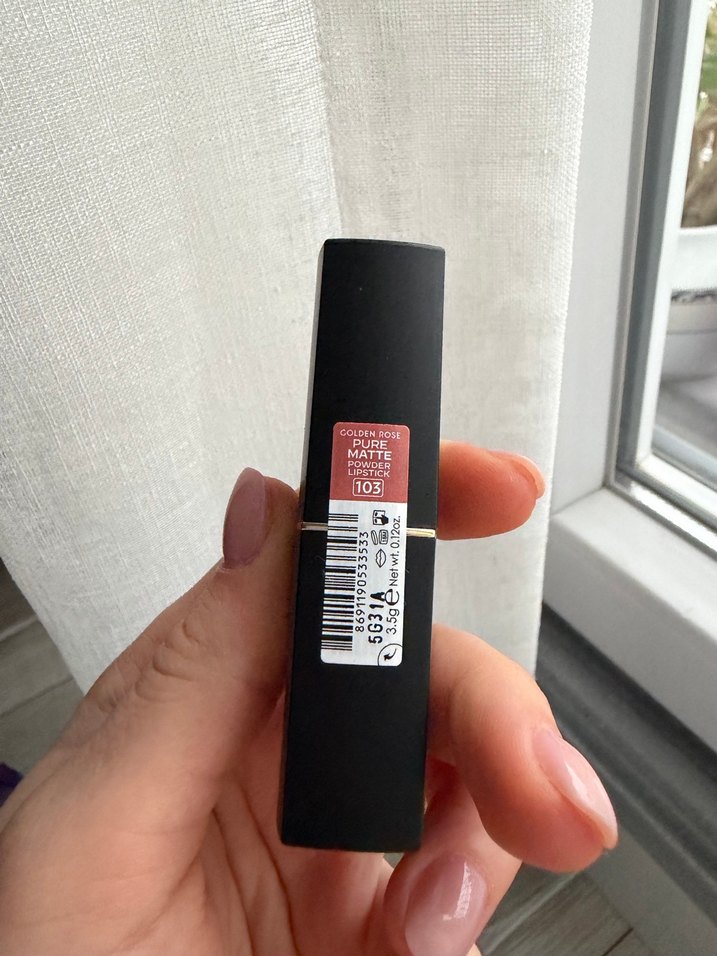 GOLDEN ROSE
PURE
MATTE
POWDER
LIPSTICK
103
8691190533533
5G31A
3.5g e Net wt. 0.12oz.